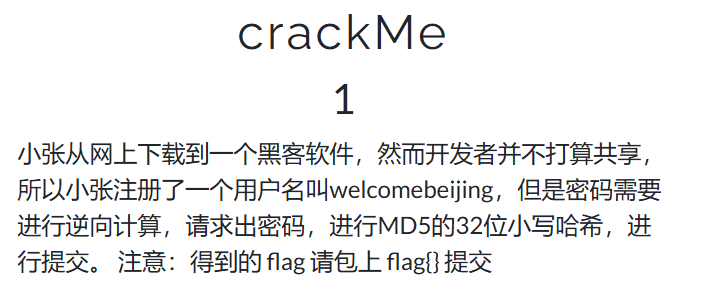 crackMe
1
小张从网上下载到一个黑客软件，然而开发者并不打算共享，
所以小张注册了一个用户名叫welcomebeijing，但是密码需要
进行逆向计算，请求出密码，进行MD5的32位小写哈希，进
行提交。 注意：得到的 flag 请包上 flag{} 提交